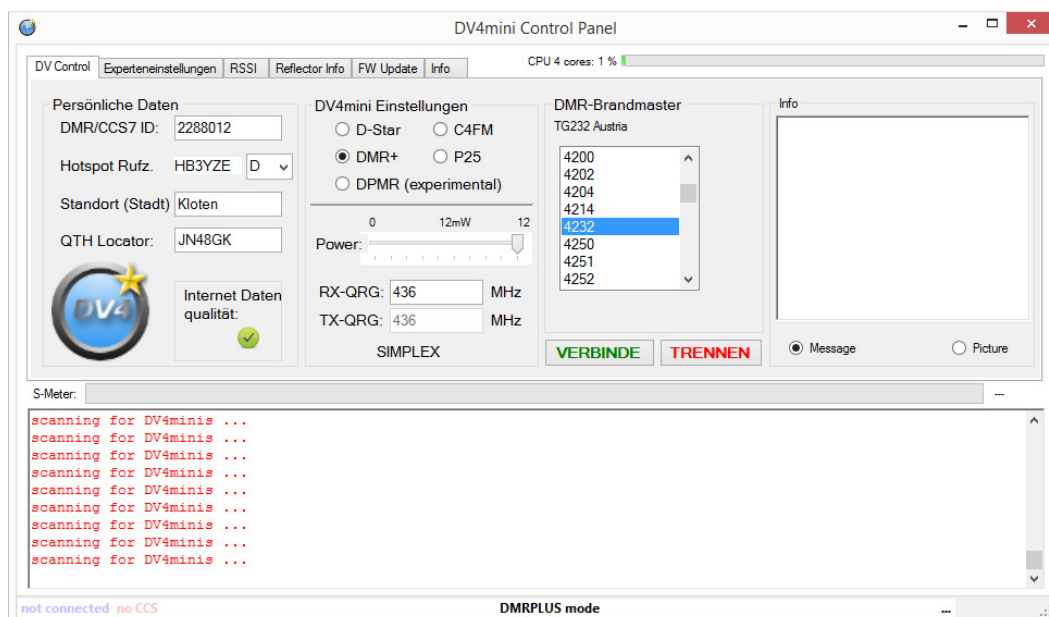 DV4mini Control Panel
DV Control Experteneinstellungen RSSI Reflector Info FW Update Info
CPU 4 cores: 1 %
Persönliche Daten
DMR/CCS7 ID: 2288012
Hotspot Rufz. HB3YZE D
Standort (Stadt) Kloten
QTH Locator: JN48GK
DV4
Internet Daten
qualität:
DV4mini Einstellungen
D-Star C4FM
DMR+ P25
DPMR (experimental)
0 12mW 12
Power:
RX-QRG: 436 MHz
TX-QRG: 436 MHz
SIMPLEX
DMR-Brandmaster
TG232 Austria
4200
4202
4204
4214
4232
4250
4251
4252
VERBINDE TRENNEN
Info
Message Picture
S-Meter: ---
scanning for DV4minis ...
scanning for DV4minis ...
scanning for DV4minis ...
scanning for DV4minis ...
scanning for DV4minis ...
scanning for DV4minis ...
scanning for DV4minis ...
scanning for DV4minis ...
scanning for DV4minis ...
not connected no CCS DMRPLUS mode ...